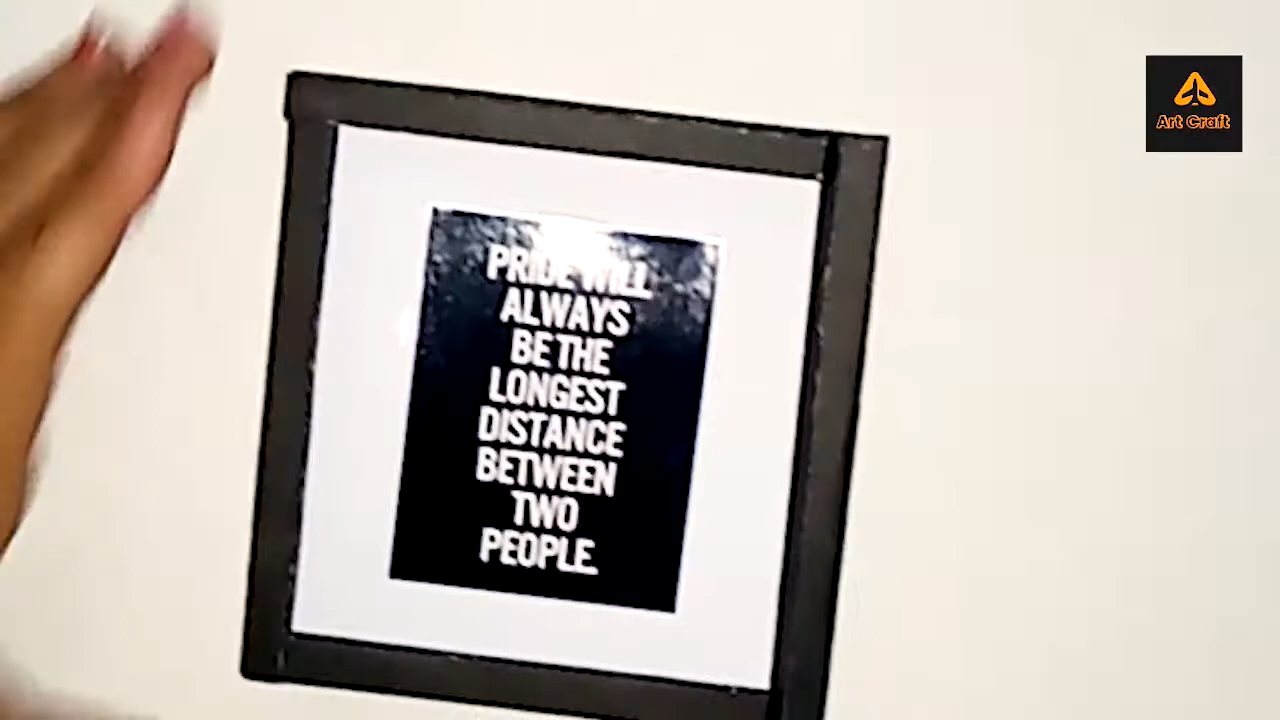 PRIDE WILL
ALWAYS
BE THE
LONGEST
DISTANCE
BETWEEN
TWO
PEOPLE.
Art Craft